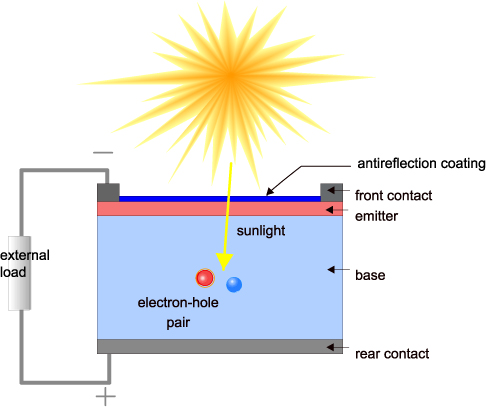 −
antireflection coating
front contact
emitter
sunlight
external
load
base
electron-hole
pair
rear contact
+